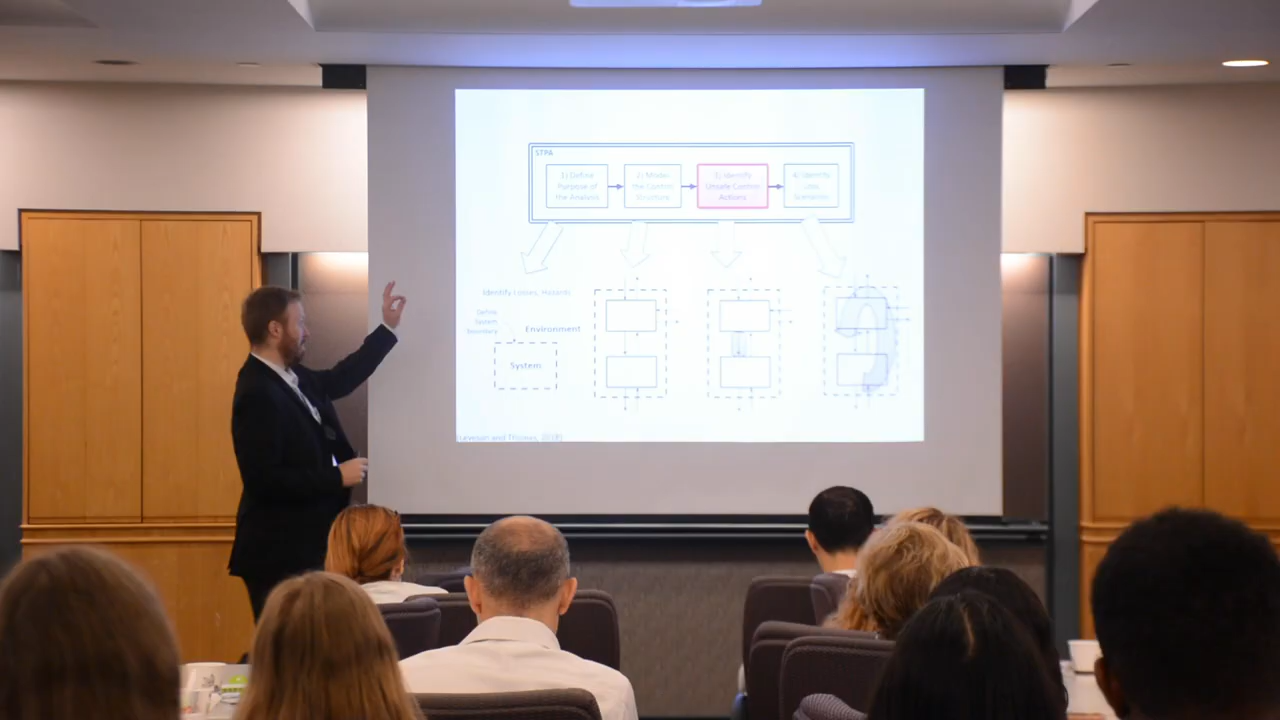 STPA
1) Define
Purpose of
the Analysis
2) Model
the Control
Structure
3) Identify
Unsafe Control
Actions
4) Identify
Loss
Scenarios
Identify Losses, Hazards
Define
System
boundary
Environment
System
and Thomas, 2018)